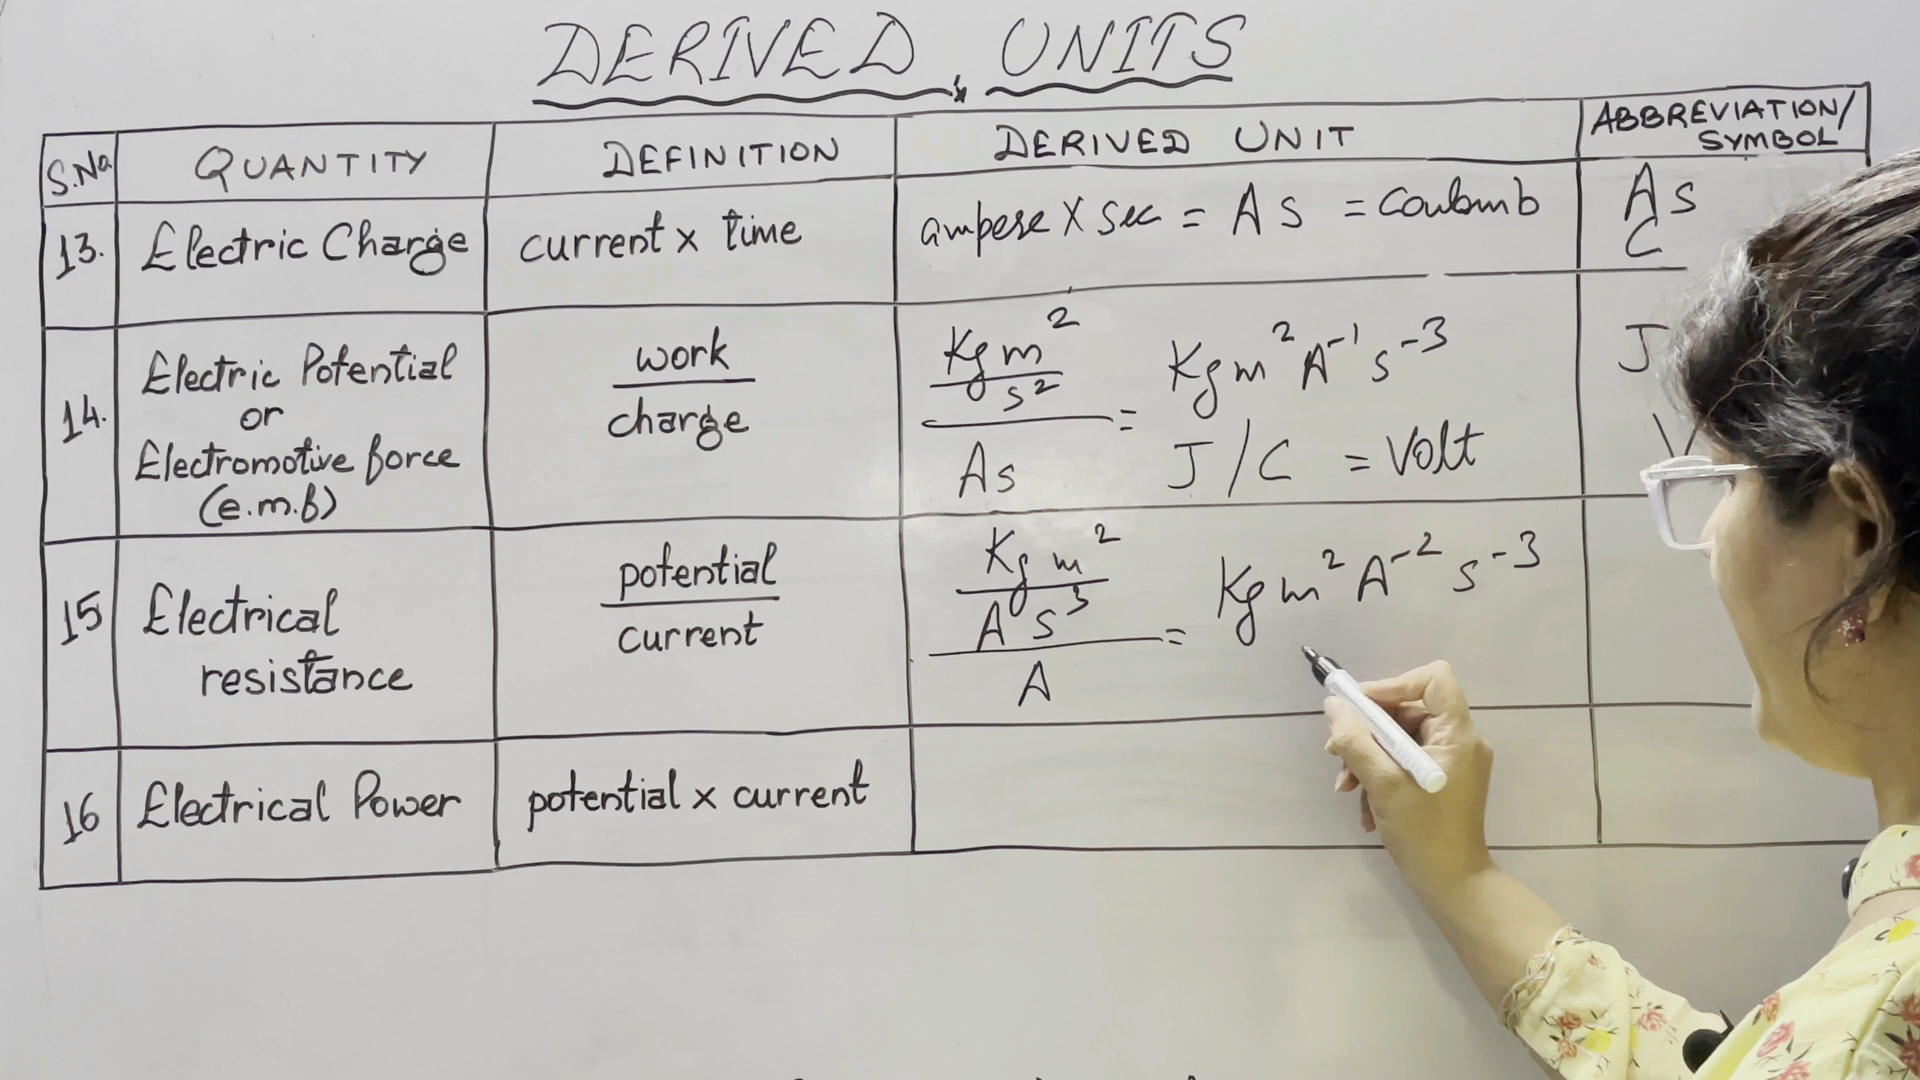 DERIVED UNITS
S.No. QUANTITY DEFINITION DERIVED UNIT ABBREVIATION/ SYMBOL
13. Electric Charge current x time ampere X sec = A s = Coulomb A s
C
14. Electric Potential
or
Electromotive force
(e.m.f)
work
charge
Kg m²
s²
As
= Kg m² A⁻¹ s⁻³
J/C = Volt
J
V
15 Electrical
resistance
potential
current
Kg m²
A s³
A
= Kg m² A⁻² s⁻³
16 Electrical Power potential x current